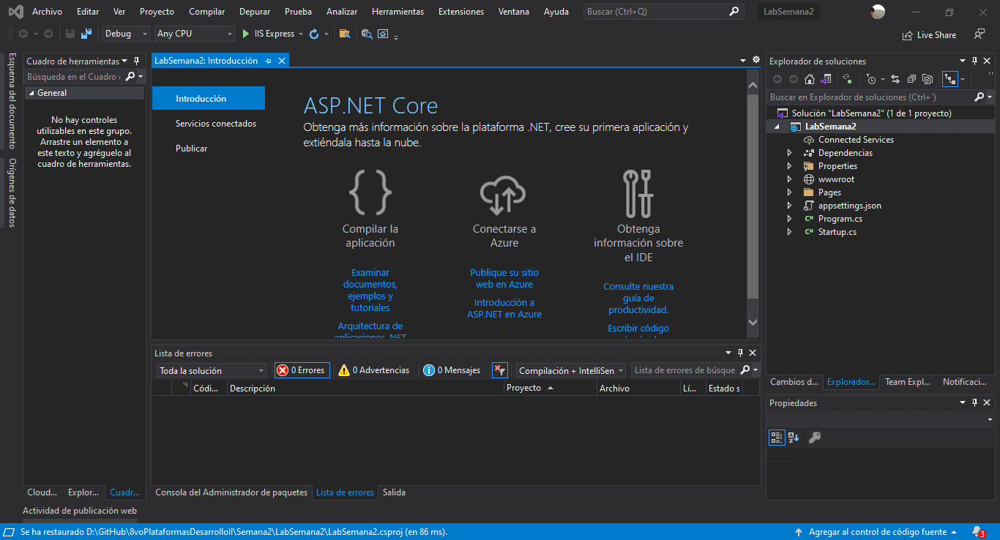 Archivo Editar Ver Proyecto Compilar Depurar Prueba Analizar Herramientas Extensiones Ventana Ayuda Buscar (Ctrl+Q) LabSemana2
Debug Any CPU IIS Express Live Share
Esquema del documento
Orígenes de datos
Cuadro de herramientas
Búsqueda en el Cuadro
General
No hay controles
utilizables en este grupo.
Arrastre un elemento a
este texto y agréguelo al
cuadro de herramientas.
Cloud... Explor... Cuadr...
LabSemana2: Introducción
Introducción
Servicios conectados
Publicar
ASP.NET Core
Obtenga más información sobre la plataforma .NET, cree su primera aplicación y
extiéndala hasta la nube.
Compilar la
aplicación
Examinar
documentos,
ejemplos y
tutoriales
Arquitectura de
aplicaciones .NET
Conectarse a
Azure
Publique su sitio
web en Azure
Introducción a
ASP.NET en Azure
Obtenga
información sobre
el IDE
Consulte nuestra
guía de
productividad.
Escribir código
Lista de errores
Toda la solución 0 Errores 0 Advertencias 0 Mensajes Compilación + IntelliSen Lista de errores de búsque
Códi... Descripción Proyecto Archivo Lí... Estado s
Consola del Administrador de paquetes Lista de errores Salida
Explorador de soluciones
Buscar en Explorador de soluciones (Ctrl+´)
Solución "LabSemana2" (1 de 1 proyecto)
LabSemana2
Connected Services
Dependencias
Properties
wwwroot
Pages
appsettings.json
C# Program.cs
C# Startup.cs
Cambios d... Explorador... Team Expl... Notificaci...
Propiedades
Actividad de publicación web
Se ha restaurado D:\GitHub\8voPlataformasDesarrolloII\Semana2\LabSemana2\LabSemana2.csproj (en 86 ms). Agregar al control de código fuente 3